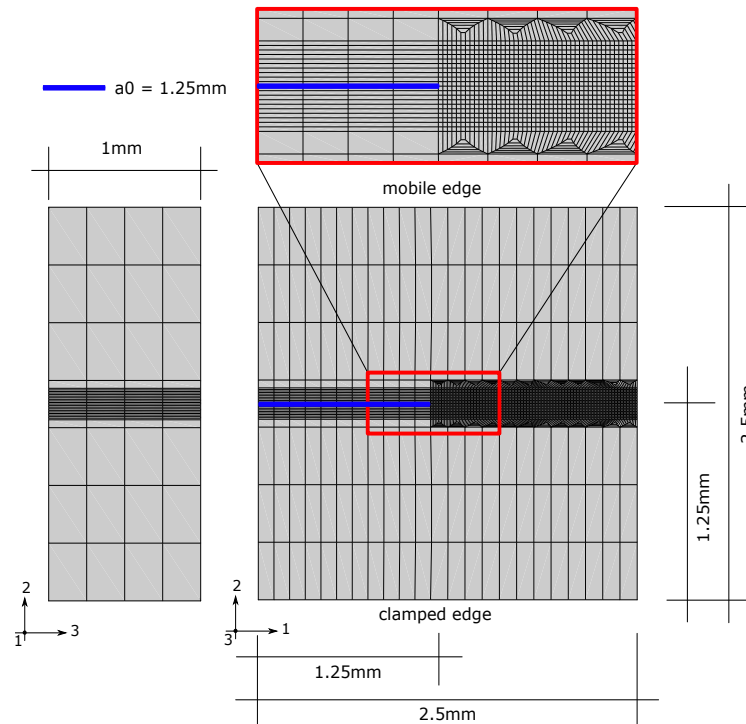 a0 = 1.25mm
1mm
mobile edge
1.25mm
2
1
3
2
3
1
clamped edge
1.25mm
2.5mm